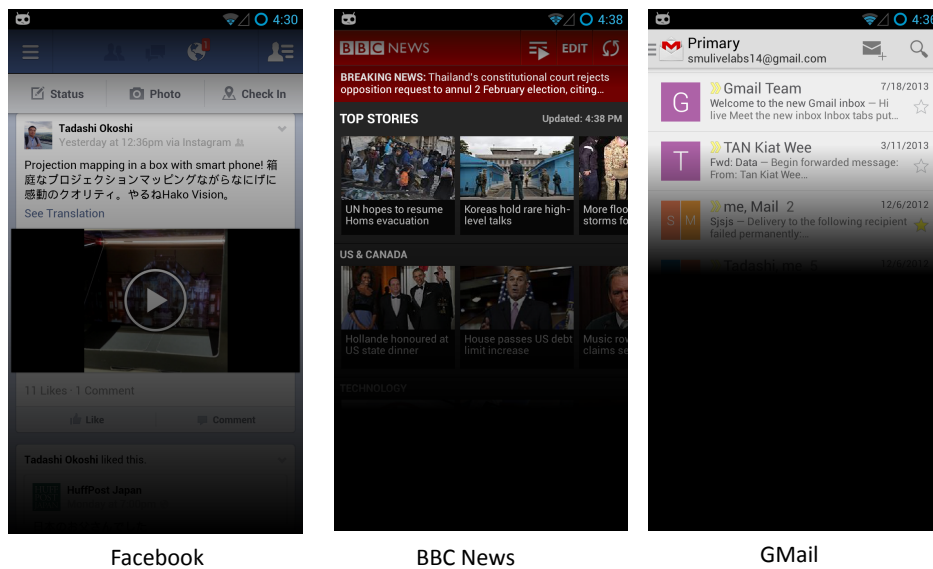 4:30
Status
Photo
Check In
Tadashi Okoshi
Yesterday at 12:36pm via Instagram
Projection mapping in a box with smart phone! 箱
庭なプロジェクションマッピングながらなにげに
感動のクオリティ。やるねHako Vision。
See Translation
11 Likes · 1 Comment
Like
Comment
Tadashi Okoshi liked this.
HuffPost Japan
Facebook
4:38
BBC NEWS
EDIT
BREAKING NEWS: Thailand's constitutional court rejects
opposition request to annul 2 February election, citing...
TOP STORIES
Updated: 4:38 PM
UN hopes to resume
Homs evacuation
Koreas hold rare high-
level talks
More floo
storms fo
US & CANADA
Hollande honoured at
US state dinner
House passes US debt
limit increase
Music row
claims se
TECHNOLOGY
BBC News
4:36
Primary
smulivelabs14@gmail.com
G
Gmail Team
7/18/2013
Welcome to the new Gmail inbox – Hi
live Meet the new inbox Inbox tabs put...
T
TAN Kiat Wee
3/11/2013
Fwd: Data – Begin forwarded message:
From: TAN Kiat Wee...
S M
me, Mail 2
12/6/2012
Sjsjs – Delivery to the following recipient
failed permanently:...
Tadashi, me 5
12/6/2012
GMail